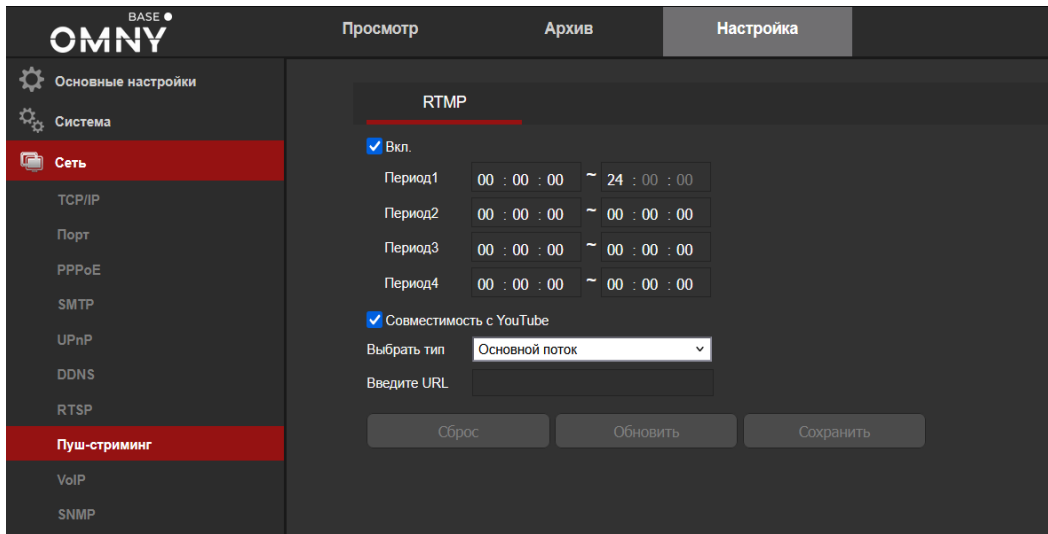 BASE
OMNY
Просмотр Архив Настройка
Основные настройки
Система
Сеть
TCP/IP
Порт
PPPoE
SMTP
UPnP
DDNS
RTSP
Пуш-стриминг
VoIP
SNMP
RTMP
Вкл.
Период1 00 : 00 : 00 ~ 24 : 00 : 00
Период2 00 : 00 : 00 ~ 00 : 00 : 00
Период3 00 : 00 : 00 ~ 00 : 00 : 00
Период4 00 : 00 : 00 ~ 00 : 00 : 00
Совместимость с YouTube
Выбрать тип Основной поток
Введите URL
Сброс Обновить Сохранить